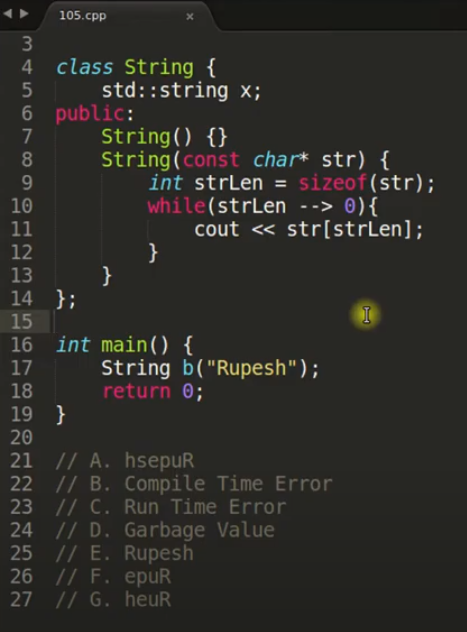 105.cpp ×
3
4 class String {
5     std::string x;
6 public:
7     String() {}
8     String(const char* str) {
9         int strLen = sizeof(str);
10         while(strLen --> 0){
11             cout << str[strLen];
12         }
13     }
14 };
15
16 int main() {
17     String b("Rupesh");
18     return 0;
19 }
20
21 // A. hsepuR
22 // B. Compile Time Error
23 // C. Run Time Error
24 // D. Garbage Value
25 // E. Rupesh
26 // F. epuR
27 // G. heuR